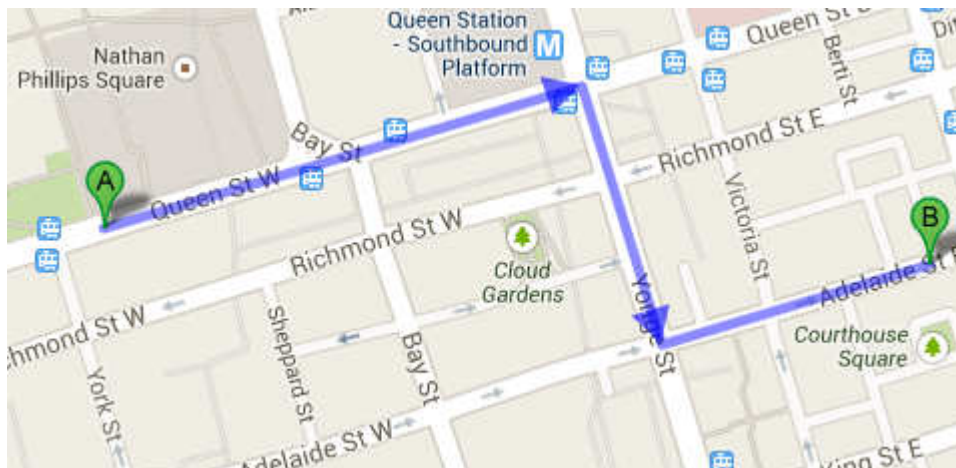 Queen Station
- Southbound
Platform
M
Queen St
Nathan
Phillips Square
Berti St
Bay St
Richmond St E
A
Queen St W
Victoria St
B
Richmond St W
Cloud
Gardens
Adelaide St E
Yonge St
chmond St W
Sheppard St
Bay St
Courthouse
Square
York St
Adelaide St W
King St E